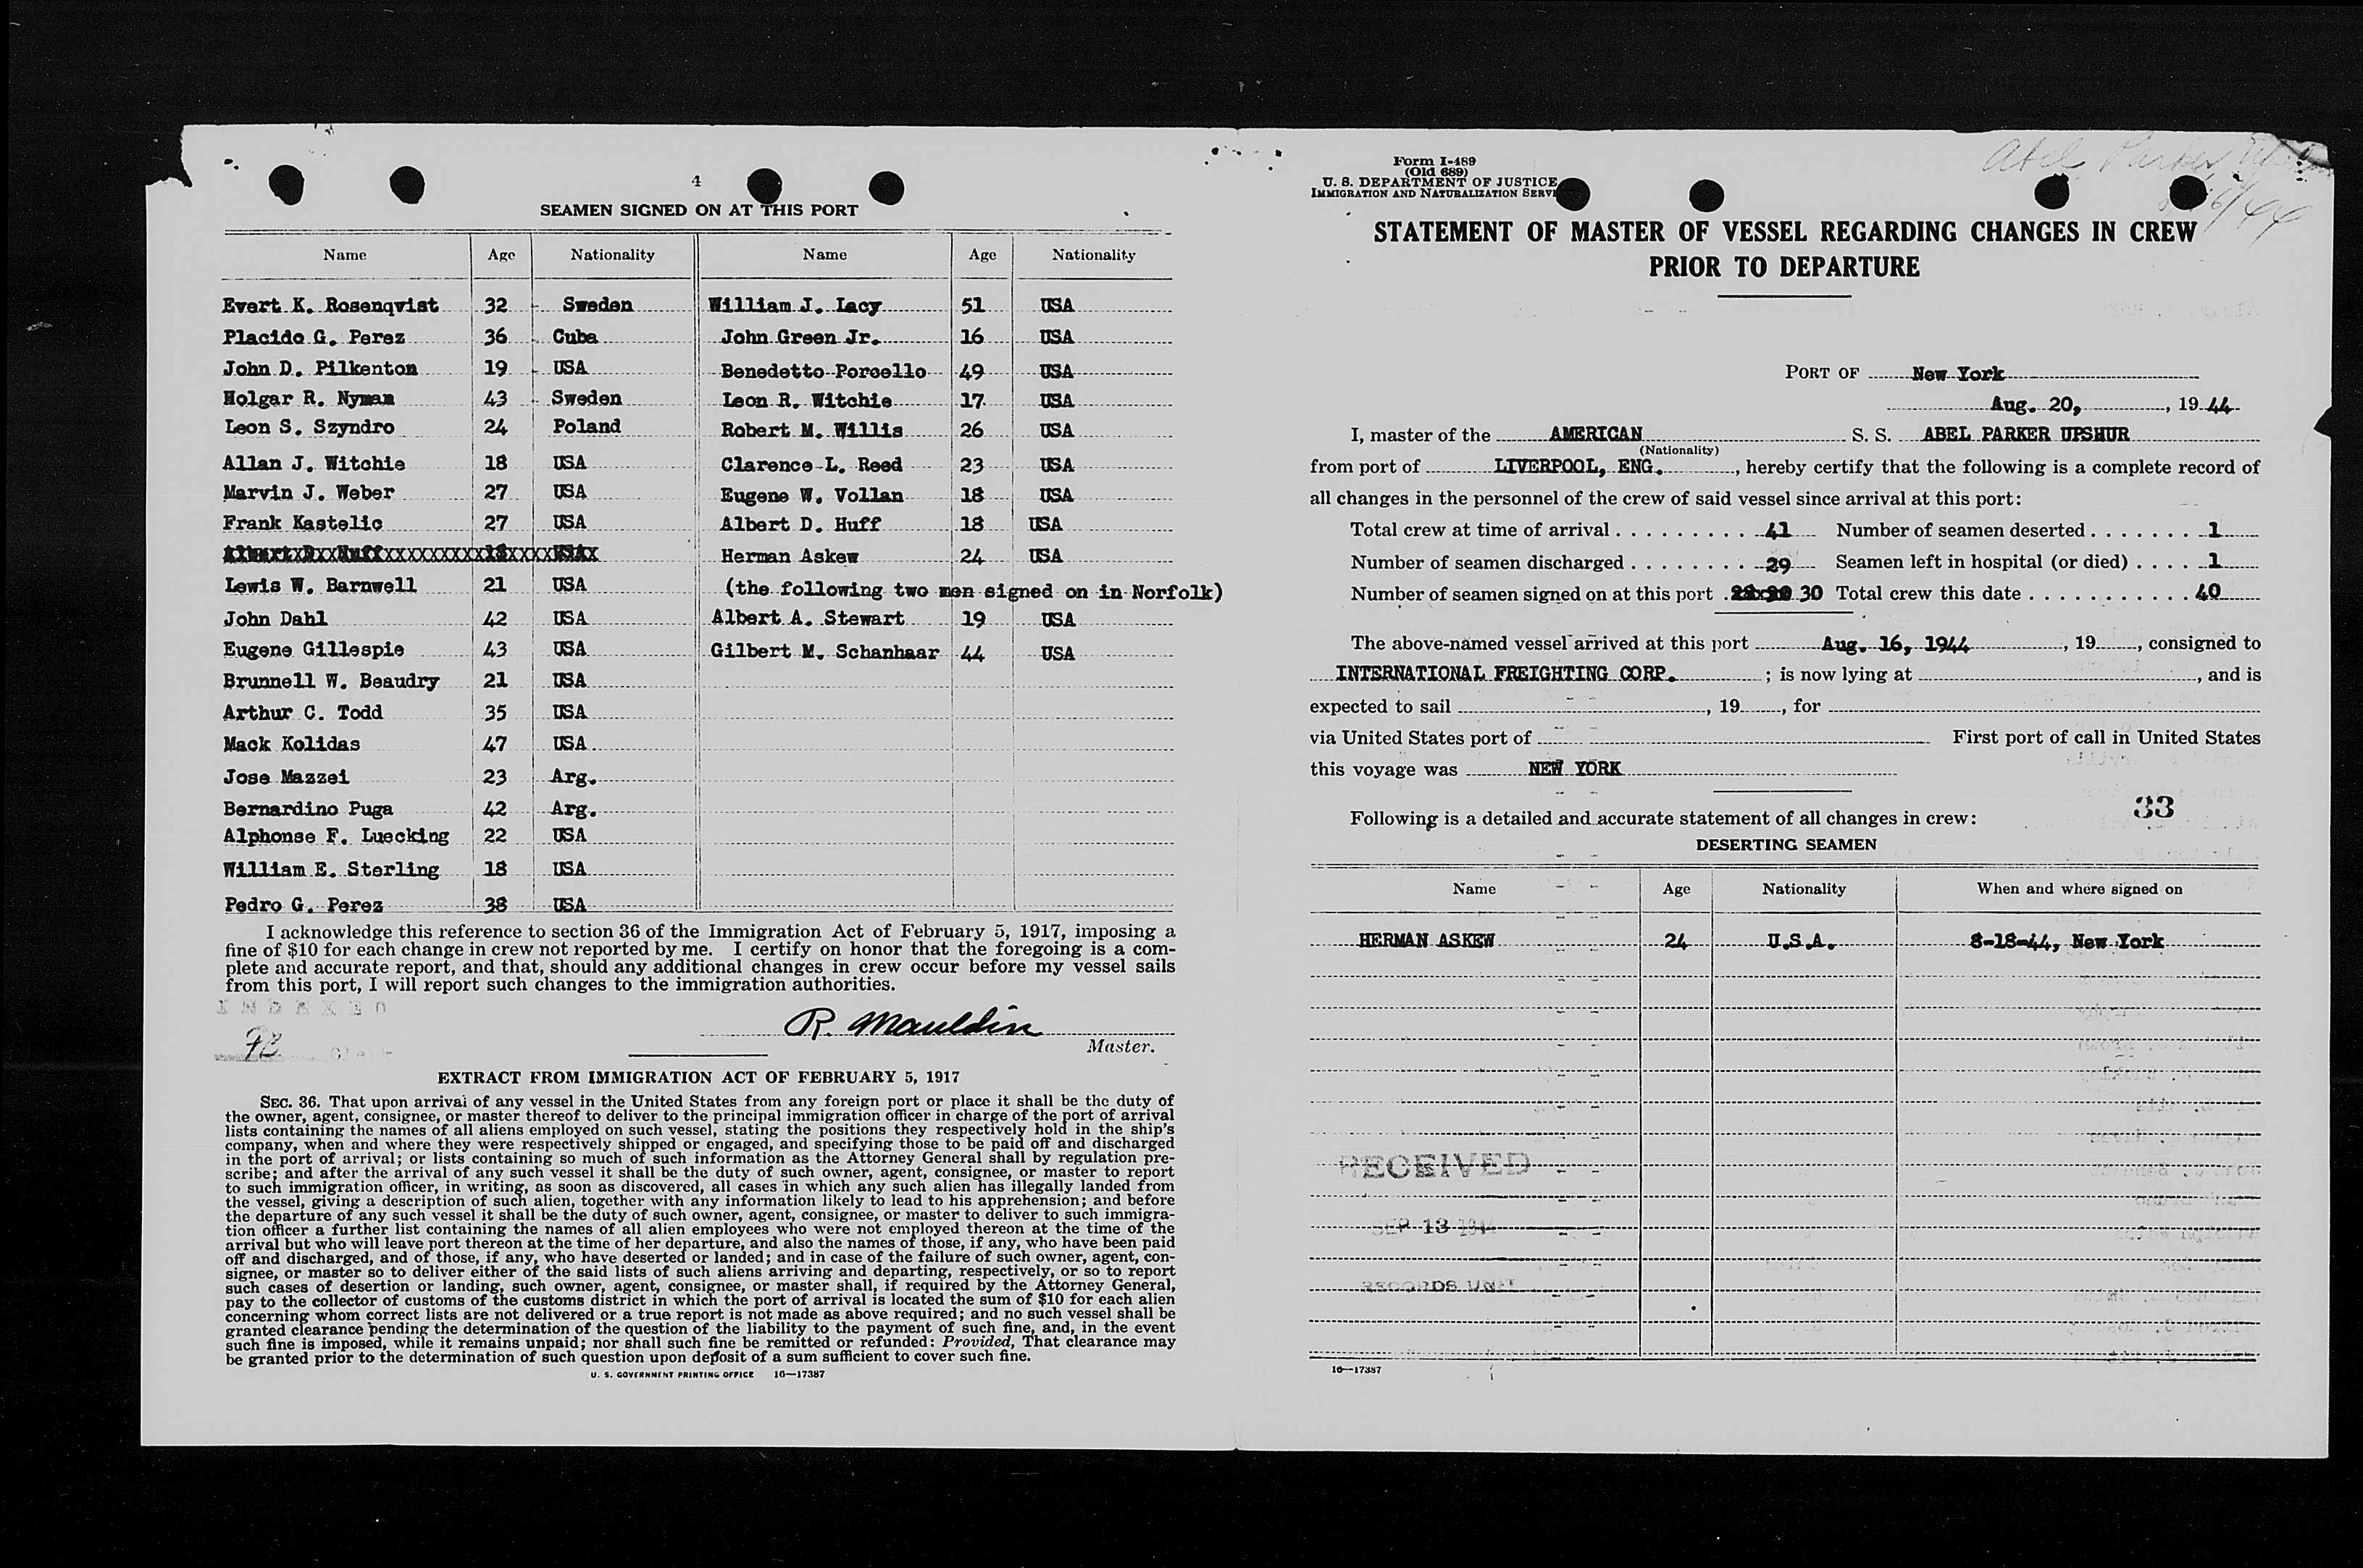 4
SEAMEN SIGNED ON AT THIS PORT
Name Age Nationality Name Age Nationality
Evert K. Rosenqvist 32 Sweden William J. Lacy 51 USA
Placido G. Perez 36 Cuba John Green Jr. 16 USA
John D. Pilkenton 19 USA Benedetto Porcello 49 USA
Holgar R. Nyman 43 Sweden Leon R. Witchie 17 USA
Leon S. Szyndro 24 Poland Robert M. Willis 26 USA
Allan J. Witchie 18 USA Clarence L. Reed 23 USA
Marvin J. Weber 27 USA Eugene W. Vollan 18 USA
Frank Kastelic 27 USA Albert D. Huff 18 USA
Albert D. Huff 18 USA Herman Askew 24 USA
Lewis W. Barnwell 21 USA (the following two men signed on in Norfolk)
John Dahl 42 USA Albert A. Stewart 19 USA
Eugene Gillespie 43 USA Gilbert M. Schanhaar 44 USA
Brunnell W. Beaudry 21 USA
Arthur C. Todd 35 USA
Mack Kolidas 47 USA
Jose Mazzei 23 Arg.
Bernardino Puga 42 Arg.
Alphonse F. Luecking 22 USA
William E. Sterling 18 USA
Pedro G. Perez 38 USA
I acknowledge this reference to section 36 of the Immigration Act of February 5, 1917, imposing a
fine of $10 for each change in crew not reported by me. I certify on honor that the foregoing is a com-
plete and accurate report, and that, should any additional changes in crew occur before my vessel sails
from this port, I will report such changes to the immigration authorities.
INDEXED
R. Mauldin
Clerk
Master.
EXTRACT FROM IMMIGRATION ACT OF FEBRUARY 5, 1917
SEC. 36. That upon arrival of any vessel in the United States from any foreign port or place it shall be the duty of
the owner, agent, consignee, or master thereof to deliver to the principal immigration officer in charge of the port of arrival
lists containing the names of all aliens employed on such vessel, stating the positions they respectively hold in the ship's
company, when and where they were respectively shipped or engaged, and specifying those to be paid off and discharged
in the port of arrival; or lists containing so much of such information as the Attorney General shall by regulation pre-
scribe; and after the arrival of any such vessel it shall be the duty of such owner, agent, consignee, or master to report
to such immigration officer, in writing, as soon as discovered, all cases in which any such alien has illegally landed from
the vessel, giving a description of such alien, together with any information likely to lead to his apprehension; and before
the departure of any such vessel it shall be the duty of such owner, agent, consignee, or master to deliver to such immigra-
tion officer a further list containing the names of all alien employees who were not employed thereon at the time of the
arrival but who will leave port thereon at the time of her departure, and also the names of those, if any, who have been paid
off and discharged, and of those, if any, who have deserted or landed; and in case of the failure of such owner, agent, con-
signee, or master so to deliver either of the said lists of such aliens arriving and departing, respectively, or so to report
such cases of desertion or landing, such owner, agent, consignee, or master shall, if required by the Attorney General,
pay to the collector of customs of the customs district in which the port of arrival is located the sum of $10 for each alien
concerning whom correct lists are not delivered or a true report is not made as above required; and no such vessel shall be
granted clearance pending the determination of the question of the liability to the payment of such fine, and, in the event
such fine is imposed, while it remains unpaid; nor shall such fine be remitted or refunded: Provided, That clearance may
be granted prior to the determination of such question upon deposit of a sum sufficient to cover such fine.
U. S. GOVERNMENT PRINTING OFFICE 16—17387
Form I-489
(Old 689)
U. S. DEPARTMENT OF JUSTICE
IMMIGRATION AND NATURALIZATION SERVI
Abel Parker
STATEMENT OF MASTER OF VESSEL REGARDING CHANGES IN CREW
PRIOR TO DEPARTURE
PORT OF New York
Aug. 20, , 19 44
I, master of the AMERICAN S. S. ABEL PARKER UPSHUR
(Nationality)
from port of LIVERPOOL, ENG. , hereby certify that the following is a complete record of
all changes in the personnel of the crew of said vessel since arrival at this port:
Total crew at time of arrival 41 Number of seamen deserted 1
Number of seamen discharged 29 Seamen left in hospital (or died) 1
Number of seamen signed on at this port 30 Total crew this date 40
The above-named vessel arrived at this port Aug. 16, 1944 , 19 , consigned to
INTERNATIONAL FREIGHTING CORP. ; is now lying at , and is
expected to sail , 19 , for
via United States port of First port of call in United States
this voyage was NEW YORK
33
Following is a detailed and accurate statement of all changes in crew:
DESERTING SEAMEN
Name Age Nationality When and where signed on
HERMAN ASKEW 24 U.S.A. 8-18-44, New York
RECEIVED
SEP 13 1944
RECORDS UNIT
16—17387